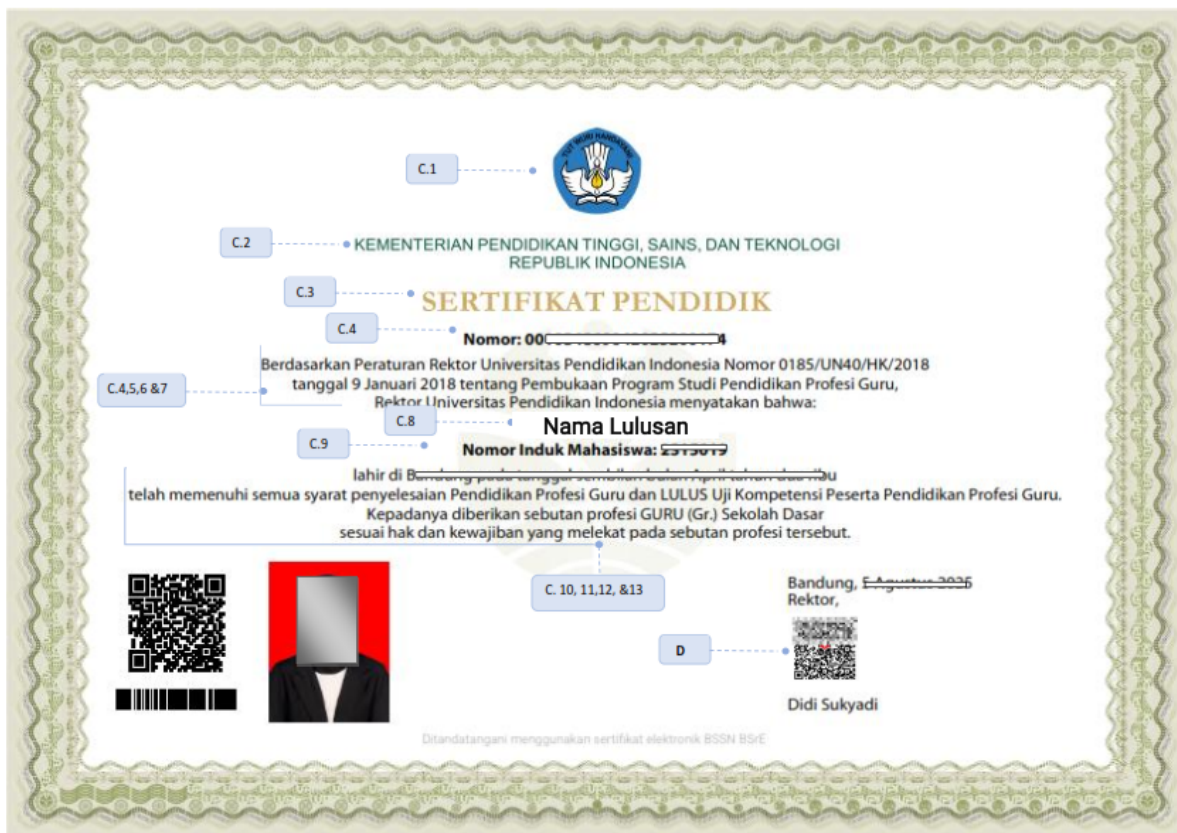 TUT WURI HANDAYANI
C.1
C.2
KEMENTERIAN PENDIDIKAN TINGGI, SAINS, DAN TEKNOLOGI
REPUBLIK INDONESIA
C.3
SERTIFIKAT PENDIDIK
C.4
Nomor: 00 4
Berdasarkan Peraturan Rektor Universitas Pendidikan Indonesia Nomor 0185/UN40/HK/2018
C.4,5,6 &7
tanggal 9 Januari 2018 tentang Pembukaan Program Studi Pendidikan Profesi Guru,
Rektor Universitas Pendidikan Indonesia menyatakan bahwa:
C.8
Nama Lulusan
C.9
Nomor Induk Mahasiswa:
lahir di
telah memenuhi semua syarat penyelesaian Pendidikan Profesi Guru dan LULUS Uji Kompetensi Peserta Pendidikan Profesi Guru.
Kepadanya diberikan sebutan profesi GURU (Gr.) Sekolah Dasar
sesuai hak dan kewajiban yang melekat pada sebutan profesi tersebut.
C. 10, 11,12, &13
Bandung,
Rektor,
D
Didi Sukyadi
Ditandatangani menggunakan sertifikat elektronik BSSN BSrE